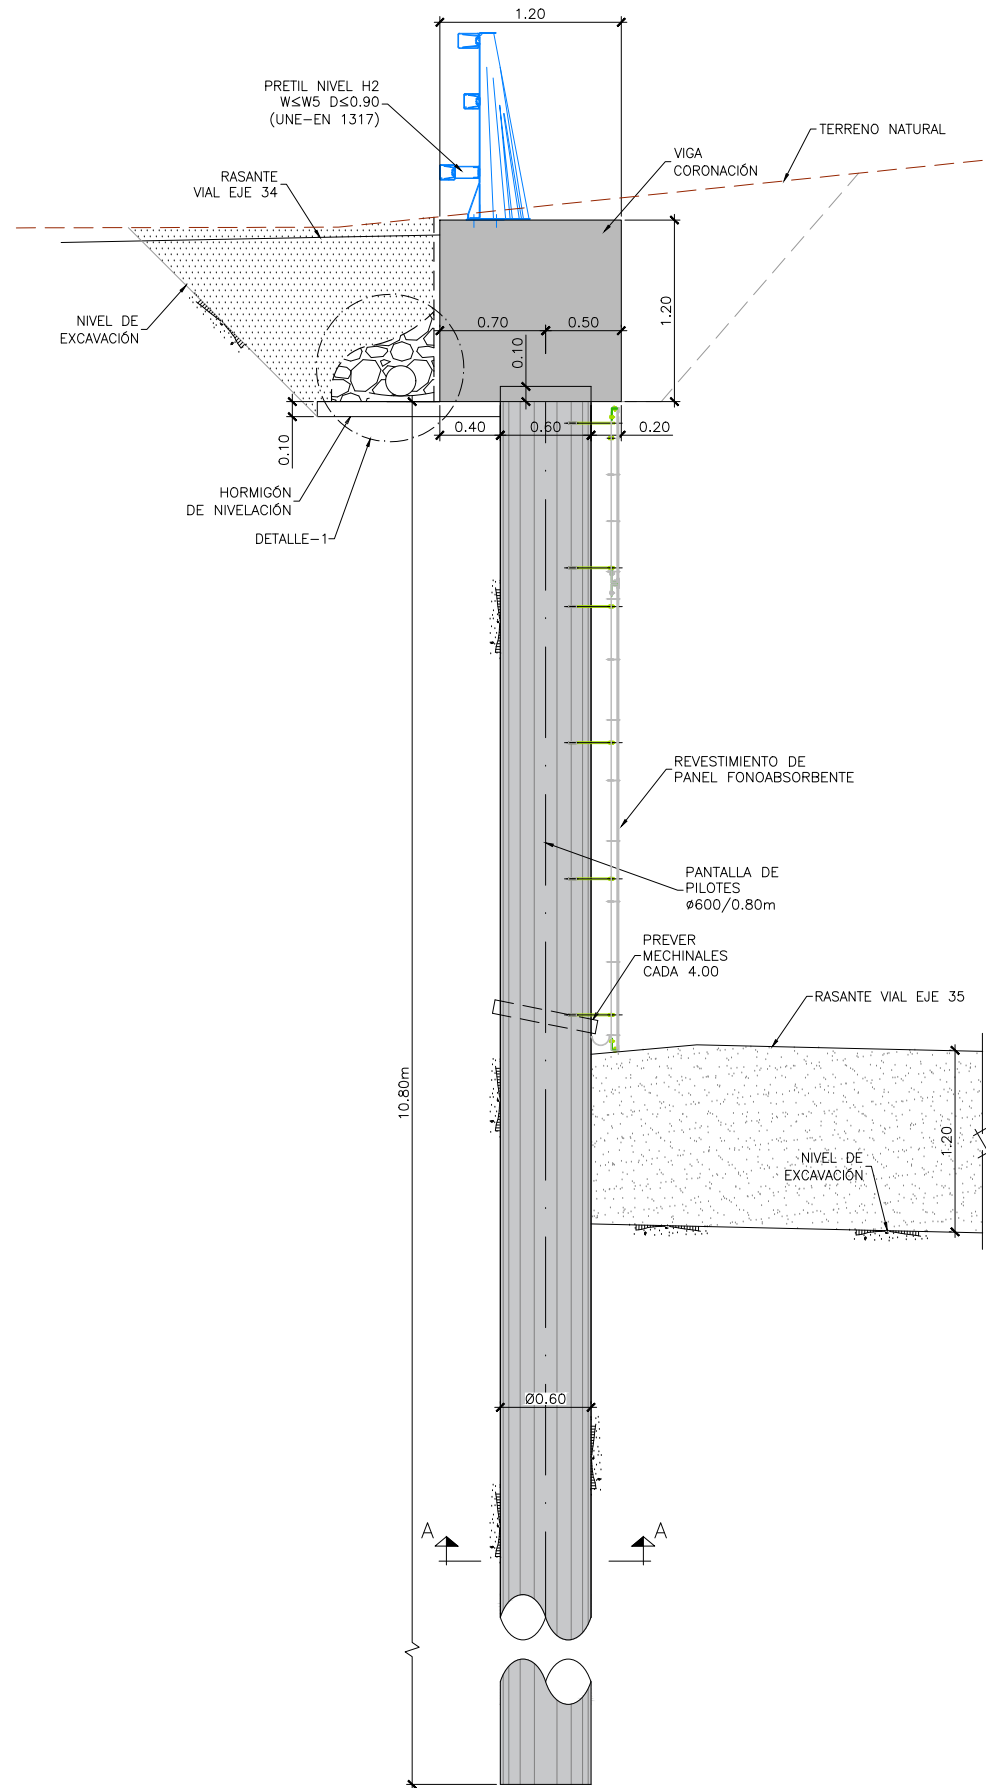 1.20
PRETIL NIVEL H2
W≤W5 D≤0.90
(UNE-EN 1317)
TERRENO NATURAL
VIGA
CORONACIÓN
RASANTE
VIAL EJE 34
1.20
NIVEL DE
EXCAVACIÓN
0.70
0.50
0.10
0.40
0.60
0.20
0.10
HORMIGÓN
DE NIVELACIÓN
DETALLE-1
REVESTIMIENTO DE
PANEL FONOABSORBENTE
PANTALLA DE
PILOTES
ø600/0.80m
PREVER
MECHINALES
CADA 4.00
RASANTE VIAL EJE 35
10.80m
1.20
NIVEL DE
EXCAVACIÓN
Ø0.60
A
A